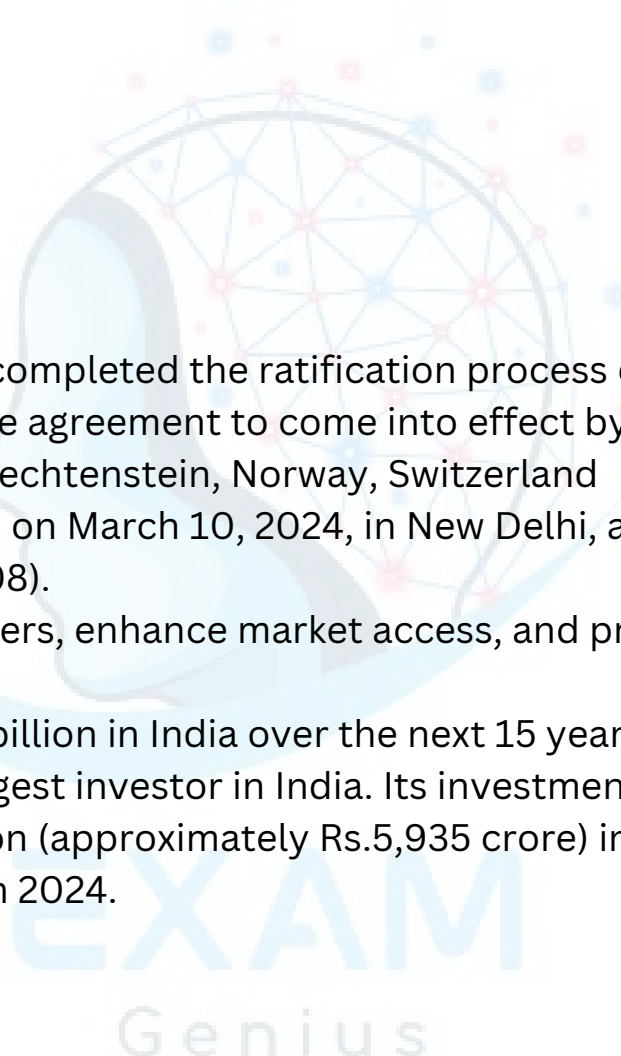 completed the ratification process
e agreement to come into effect by
echtenstein, Norway, Switzerland
on March 10, 2024, in New Delhi, a
08).
ers, enhance market access, and pr
billion in India over the next 15 year
gest investor in India. Its investmen
on (approximately Rs.5,935 crore) in
n 2024.
EXAM
Genius